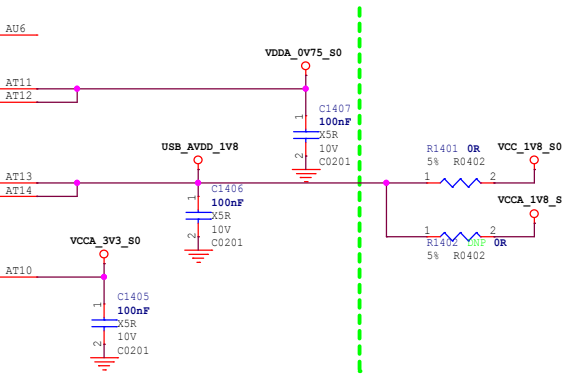 AU6
VDDA_0V75_S0
AT11
AT12
C1407
1
100nF
X5R
10V
2
C0201
USB_AVDD_1V8
R1401 0R
VCC_1V8_S0
5% R0402
1
2
AT13
AT14
C1406
1
100nF
X5R
10V
2
C0201
VCCA_1V8_S
1
2
R1402 DNP 0R
5% R0402
VCCA_3V3_S0
AT10
C1405
1
100nF
X5R
10V
2
C0201